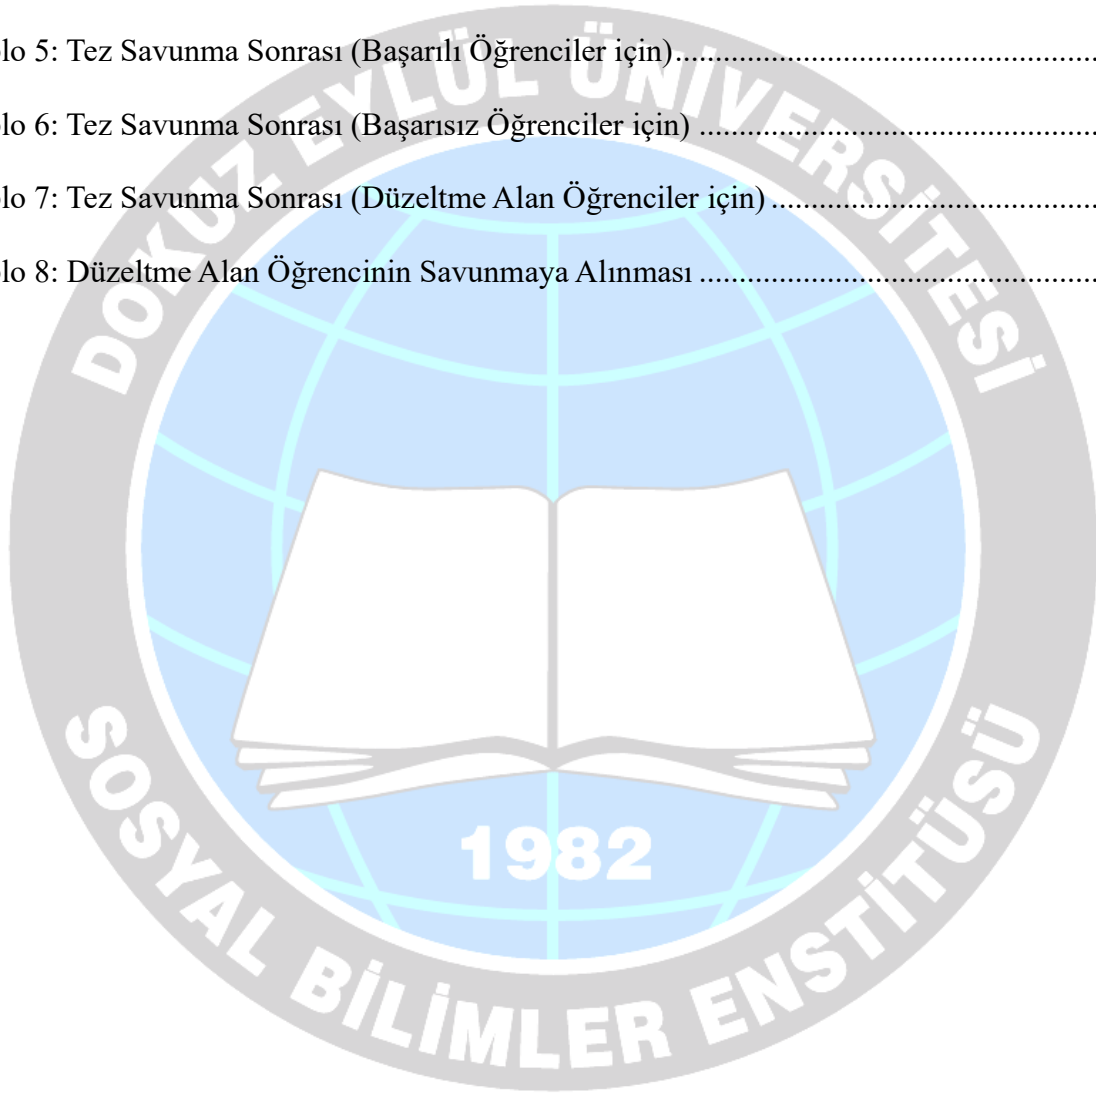 lo 5: Tez Savunma Sonrası (Başarılı Öğrenciler için)
lo 6: Tez Savunma Sonrası (Başarısız Öğrenciler için)
lo 7: Tez Savunma Sonrası (Düzeltme Alan Öğrenciler için)
lo 8: Düzeltme Alan Öğrencinin Savunmaya Alınması
DOKUZ EYLÜL ÜNİVERSİTESİ
1982
SOSYAL BİLİMLER ENSTİTÜSÜ